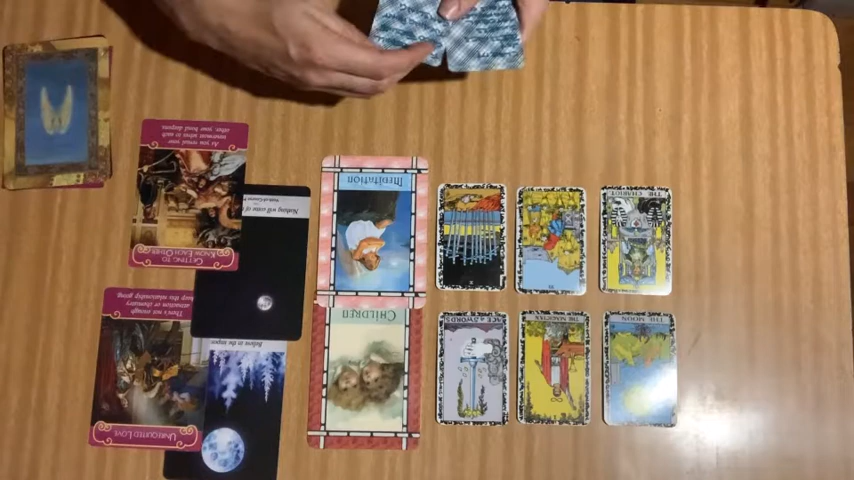 As you reveal your
innermost selves to each
other, your bond deepens
GETTING TO
KNOW EACH OTHER
Nothing will come of
There's not enough
attraction or chemistry
to keep this relationship going.
UNREQUITED LOVE
Believe in the impos
Meditation
CHILDREN
X
VI
THE CHARIOT
ACE of SWORDS
I
THE MAGICIAN
THE MOON